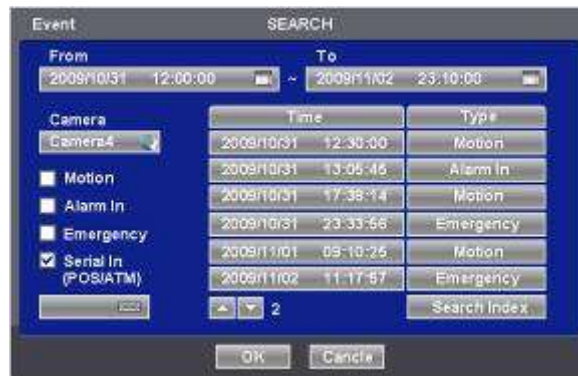 Event SEARCH
From To
2009/10/31 12:00:00 ~ 2009/11/02 23:10:00
Camera Time Type
Camera4 2009/10/31 12:30:00 Motion
Motion 2009/10/31 13:05:45 Alarm In
Alarm In 2009/10/31 17:38:14 Motion
Emergency 2009/10/31 23:33:56 Emergency
Serial In 2009/11/01 09:10:25 Motion
(POS/ATM) 2009/11/02 11:17:57 Emergency
2 Search Index
OK Cancle